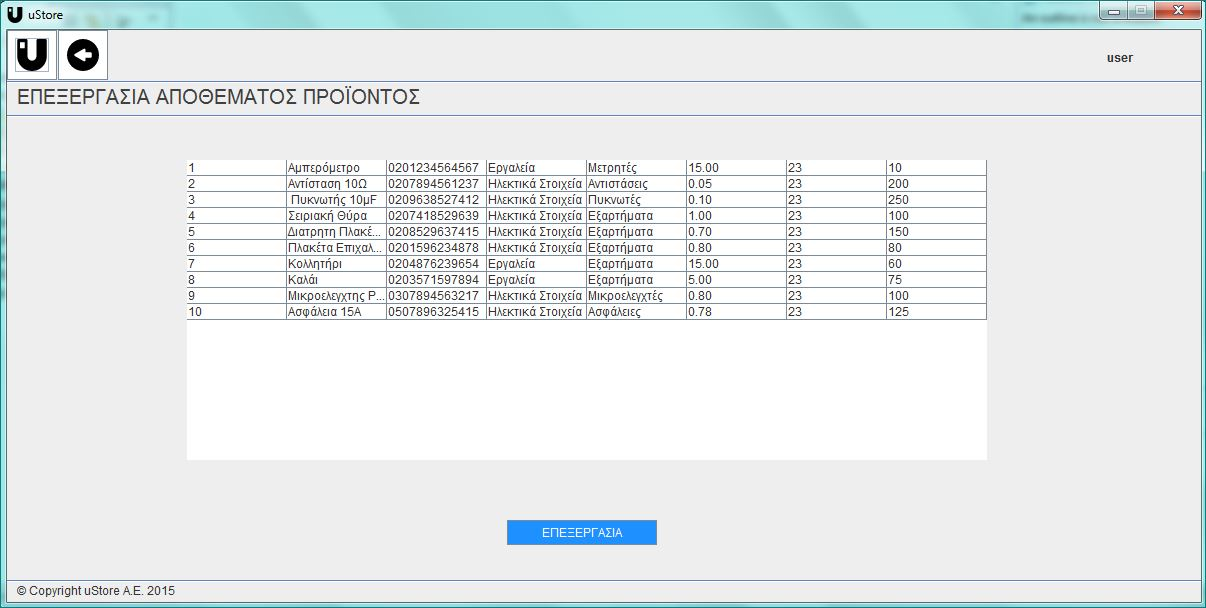 uStore
user
ΕΠΕΞΕΡΓΑΣΙΑ ΑΠΟΘΕΜΑΤΟΣ ΠΡΟΪΟΝΤΟΣ
1 Αμπερόμετρο 0201234564567 Εργαλεία Μετρητές 15.00 23 10
2 Αντίσταση 10Ω 0207894561237 Ηλεκτικά Στοιχεία Αντιστάσεις 0.05 23 200
3 Πυκνωτής 10μF 0209638527412 Ηλεκτικά Στοιχεία Πυκνωτές 0.10 23 250
4 Σειριακή Θύρα 0207418529639 Ηλεκτικά Στοιχεία Εξαρτήματα 1.00 23 100
5 Διατρητη Πλακέ... 0208529637415 Ηλεκτικά Στοιχεία Εξαρτήματα 0.70 23 150
6 Πλακέτα Επιχαλ... 0201596234878 Ηλεκτικά Στοιχεία Εξαρτήματα 0.80 23 80
7 Κολλητήρι 0204876239654 Εργαλεία Εξαρτήματα 15.00 23 60
8 Καλάι 0203571597894 Εργαλεία Εξαρτήματα 5.00 23 75
9 Μικροελεγχτης P... 0307894563217 Ηλεκτικά Στοιχεία Μικροελεγχτές 0.80 23 100
10 Ασφάλεια 15Α 0507896325415 Ηλεκτικά Στοιχεία Ασφάλειες 0.78 23 125
ΕΠΕΞΕΡΓΑΣΙΑ
© Copyright uStore A.E. 2015